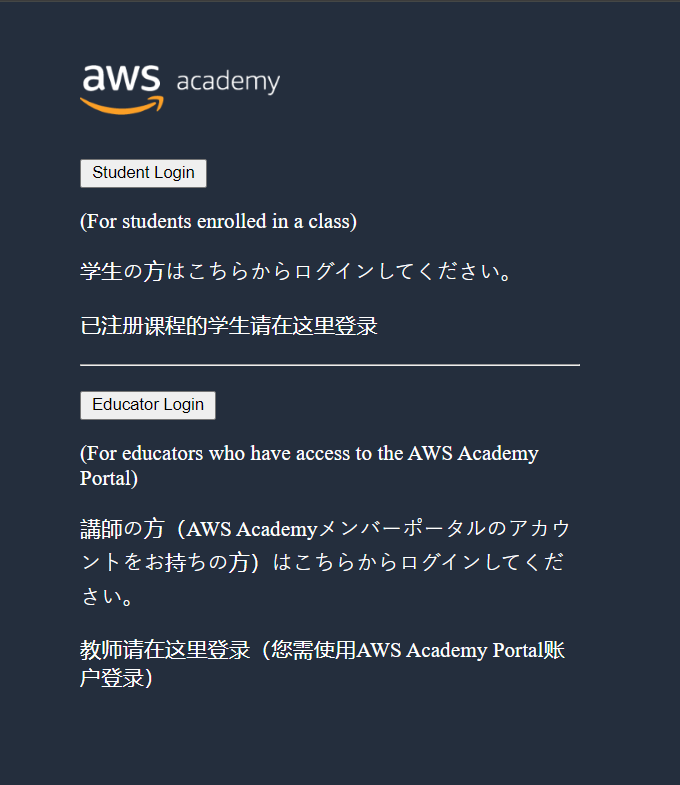 aws academy
Student Login
(For students enrolled in a class)
学生の方はこちらからログインしてください。
已注册课程的学生请在这里登录
Educator Login
(For educators who have access to the AWS Academy
Portal)
講師の方（AWS Academyメンバーポータルのアカウ
ントをお持ちの方）はこちらからログインしてくだ
さい。
教师请在这里登录（您需使用AWS Academy Portal账
户登录）